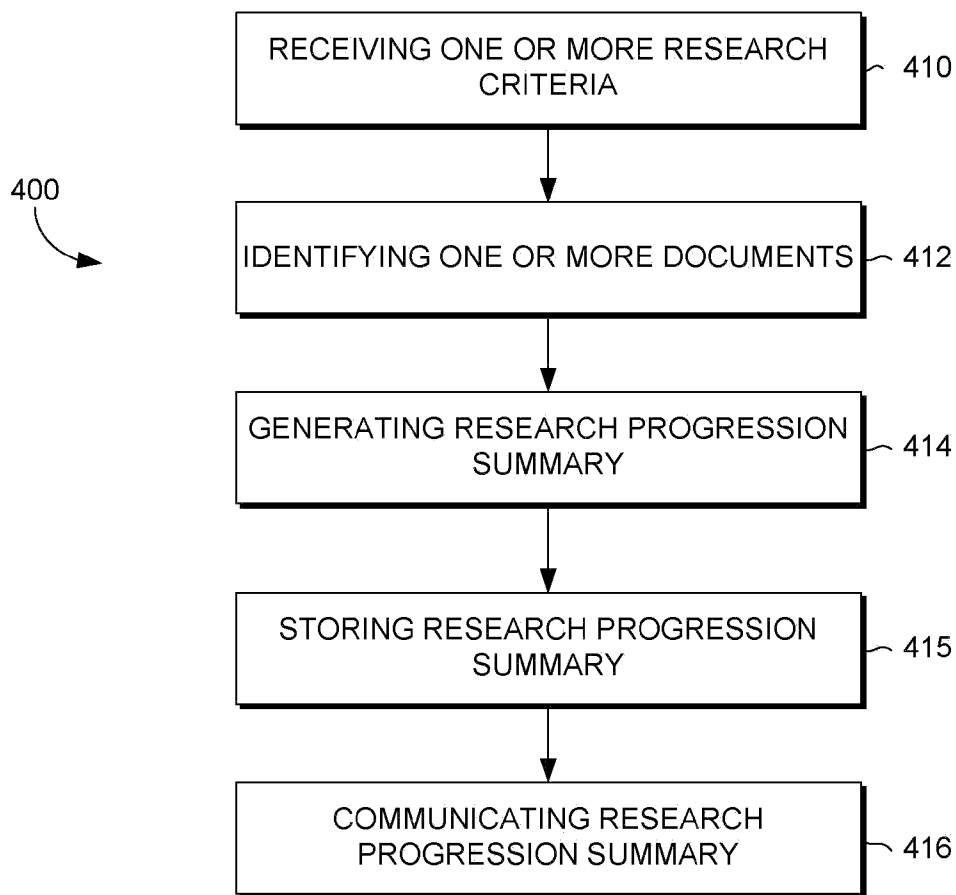 RECEIVING ONE OR MORE RESEARCH
CRITERIA
410
400
IDENTIFYING ONE OR MORE DOCUMENTS
412
GENERATING RESEARCH PROGRESSION
SUMMARY
414
STORING RESEARCH PROGRESSION
SUMMARY
415
COMMUNICATING RESEARCH
PROGRESSION SUMMARY
416